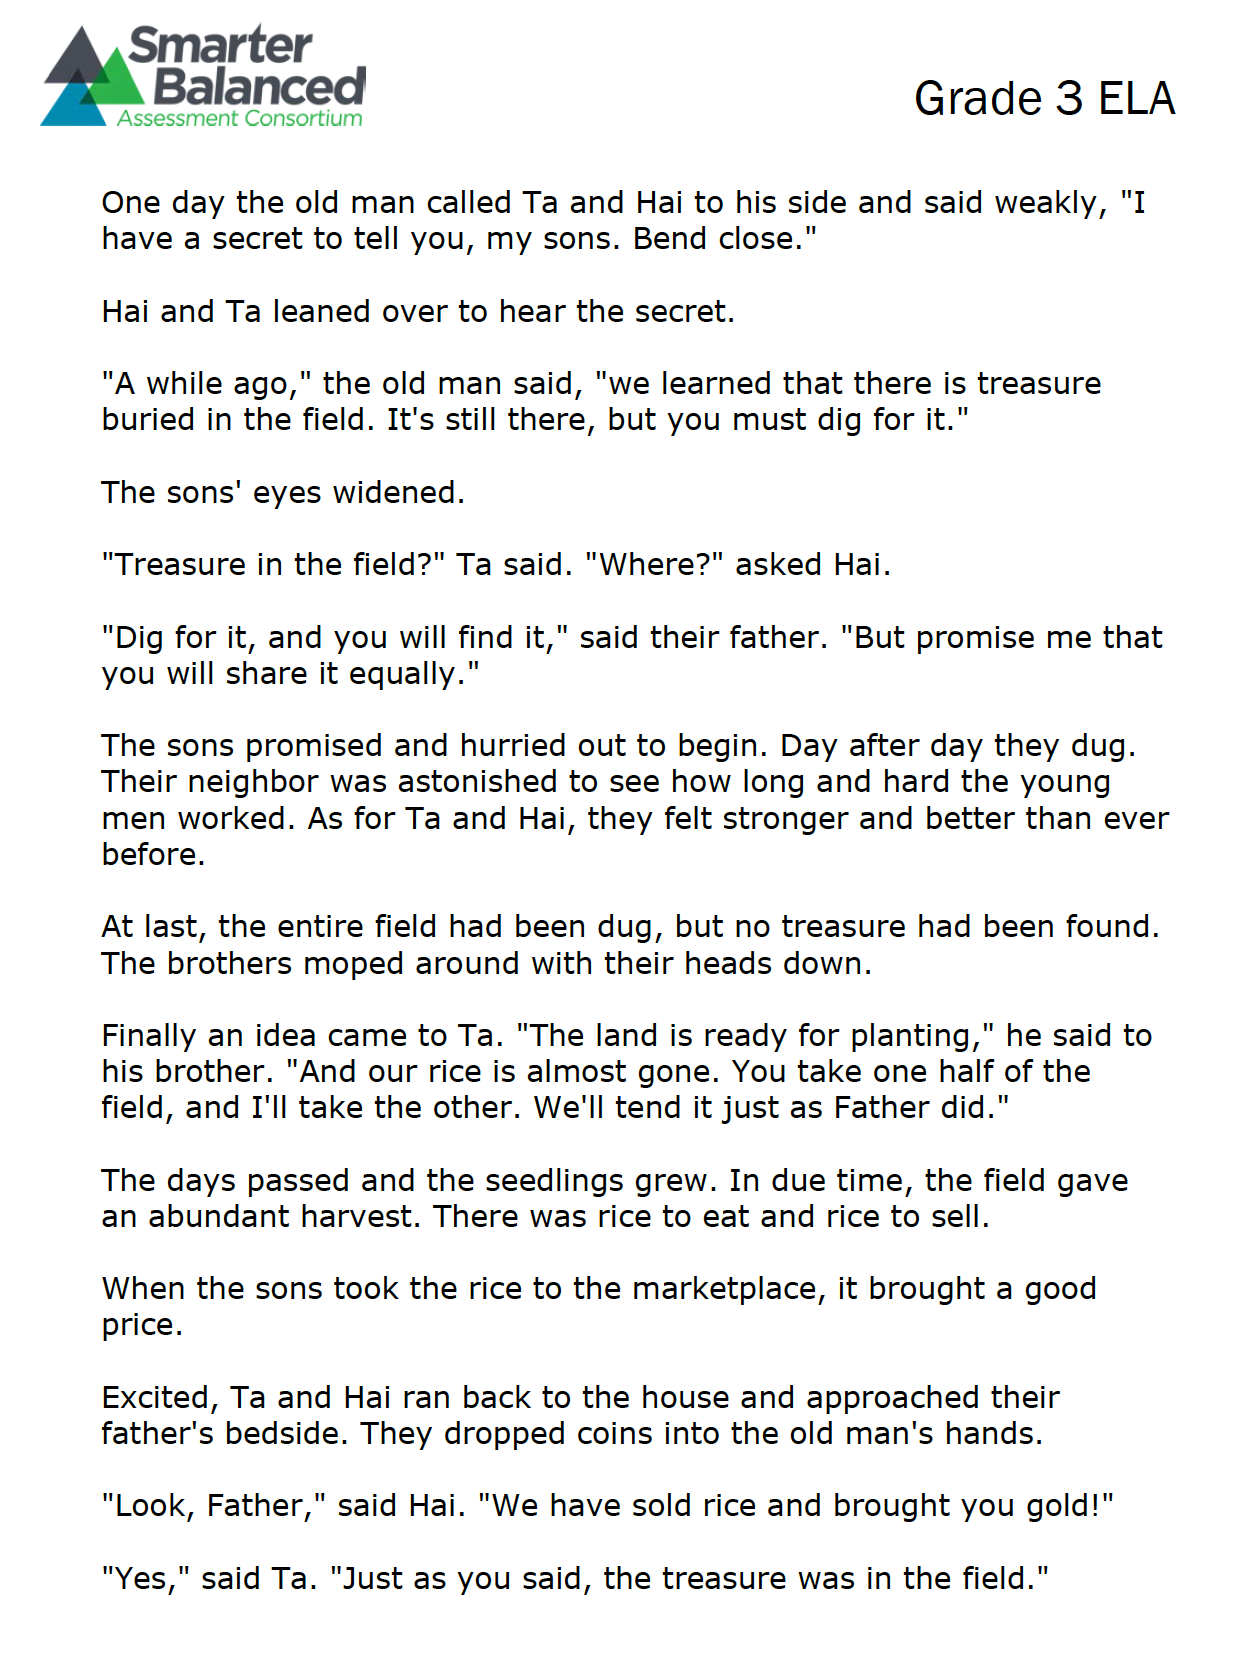 Smarter
Balanced
Assessment Consortium
Grade 3 ELA
One day the old man called Ta and Hai to his side and said weakly, "I
have a secret to tell you, my sons. Bend close."
Hai and Ta leaned over to hear the secret.
"A while ago," the old man said, "we learned that there is treasure
buried in the field. It's still there, but you must dig for it."
The sons' eyes widened.
"Treasure in the field?" Ta said. "Where?" asked Hai.
"Dig for it, and you will find it," said their father. "But promise me that
you will share it equally."
The sons promised and hurried out to begin. Day after day they dug.
Their neighbor was astonished to see how long and hard the young
men worked. As for Ta and Hai, they felt stronger and better than ever
before.
At last, the entire field had been dug, but no treasure had been found.
The brothers moped around with their heads down.
Finally an idea came to Ta. "The land is ready for planting," he said to
his brother. "And our rice is almost gone. You take one half of the
field, and I'll take the other. We'll tend it just as Father did."
The days passed and the seedlings grew. In due time, the field gave
an abundant harvest. There was rice to eat and rice to sell.
When the sons took the rice to the marketplace, it brought a good
price.
Excited, Ta and Hai ran back to the house and approached their
father's bedside. They dropped coins into the old man's hands.
"Look, Father," said Hai. "We have sold rice and brought you gold!"
"Yes," said Ta. "Just as you said, the treasure was in the field."